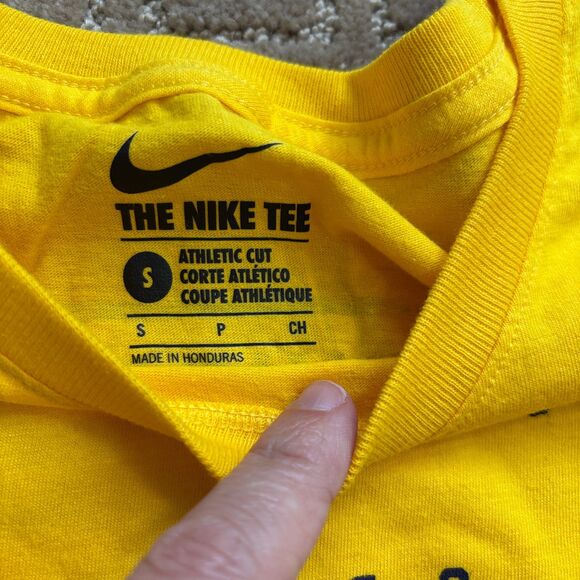 THE NIKE TEE
S
ATHLETIC CUT
CORTE ATLÉTICO
COUPE ATHLÉTIQUE
S P CH
MADE IN HONDURAS